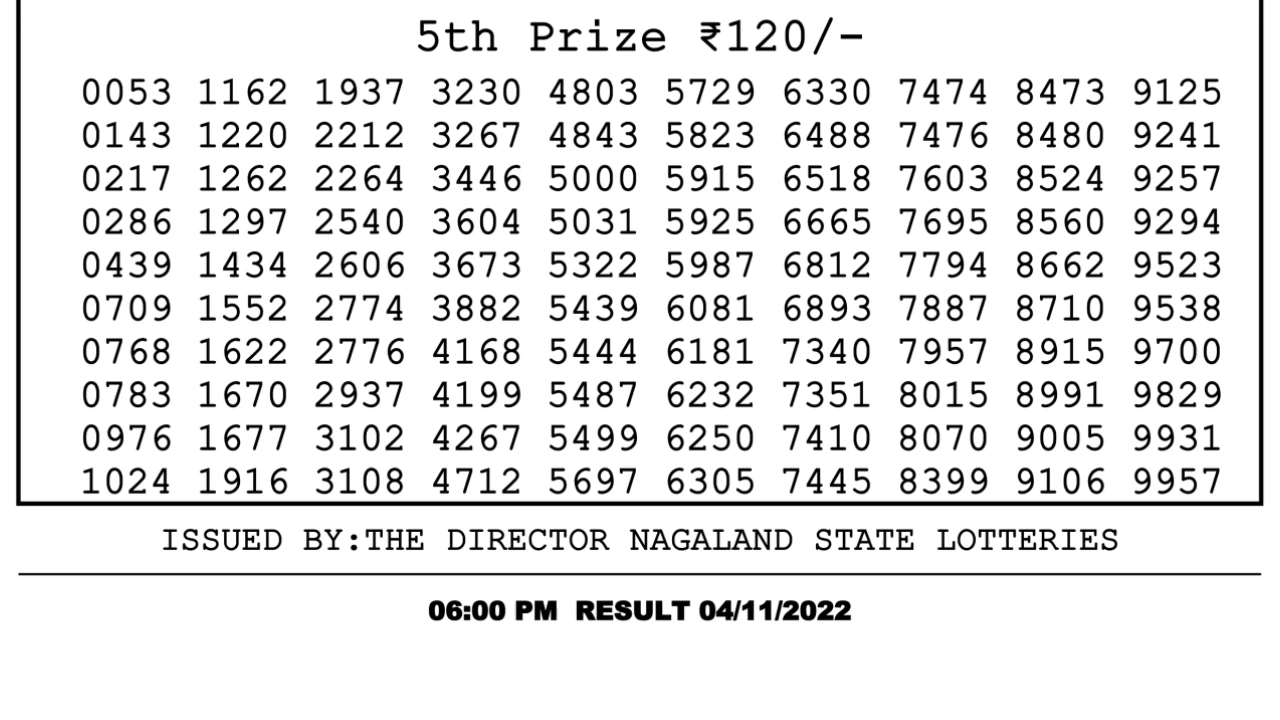 5th Prize ₹120/-
0053 1162 1937 3230 4803 5729 6330 7474 8473 9125
0143 1220 2212 3267 4843 5823 6488 7476 8480 9241
0217 1262 2264 3446 5000 5915 6518 7603 8524 9257
0286 1297 2540 3604 5031 5925 6665 7695 8560 9294
0439 1434 2606 3673 5322 5987 6812 7794 8662 9523
0709 1552 2774 3882 5439 6081 6893 7887 8710 9538
0768 1622 2776 4168 5444 6181 7340 7957 8915 9700
0783 1670 2937 4199 5487 6232 7351 8015 8991 9829
0976 1677 3102 4267 5499 6250 7410 8070 9005 9931
1024 1916 3108 4712 5697 6305 7445 8399 9106 9957
ISSUED BY:THE DIRECTOR NAGALAND STATE LOTTERIES
06:00 PM RESULT 04/11/2022